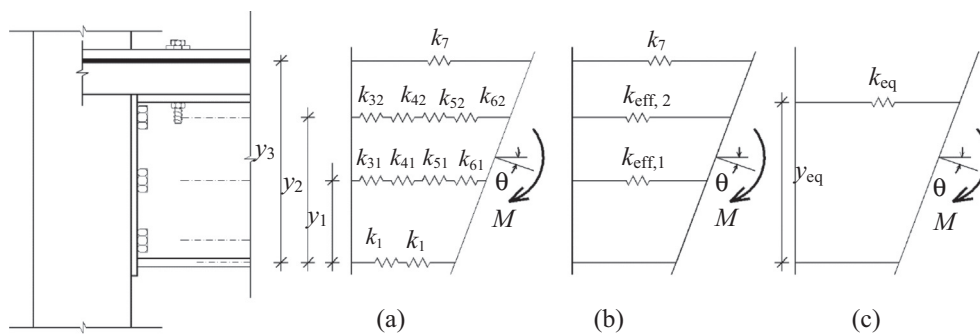 k7 k7
keq
k32 k42 k52 k62 keff, 2
k31 k41 k51 k61 keff,1
y3 y2 y1 yeq
θ θ θ
M M M
k1 k1
(a) (b) (c)